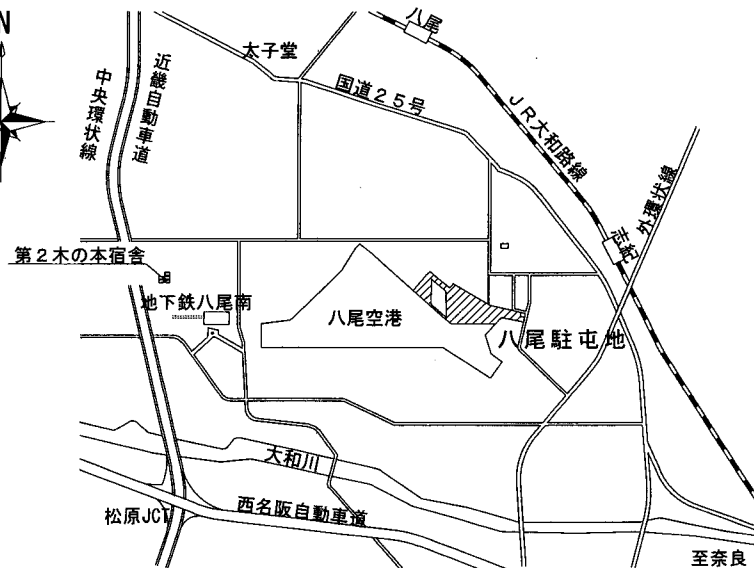 N
八尾
太子堂
近畿自動車道
中央環状線
国道25号
JR大和路線
外環状線
志紀
第2木の本宿舎
地下鉄八尾南
八尾空港
八尾駐屯地
大和川
松原JCT
西名阪自動車道
至奈良